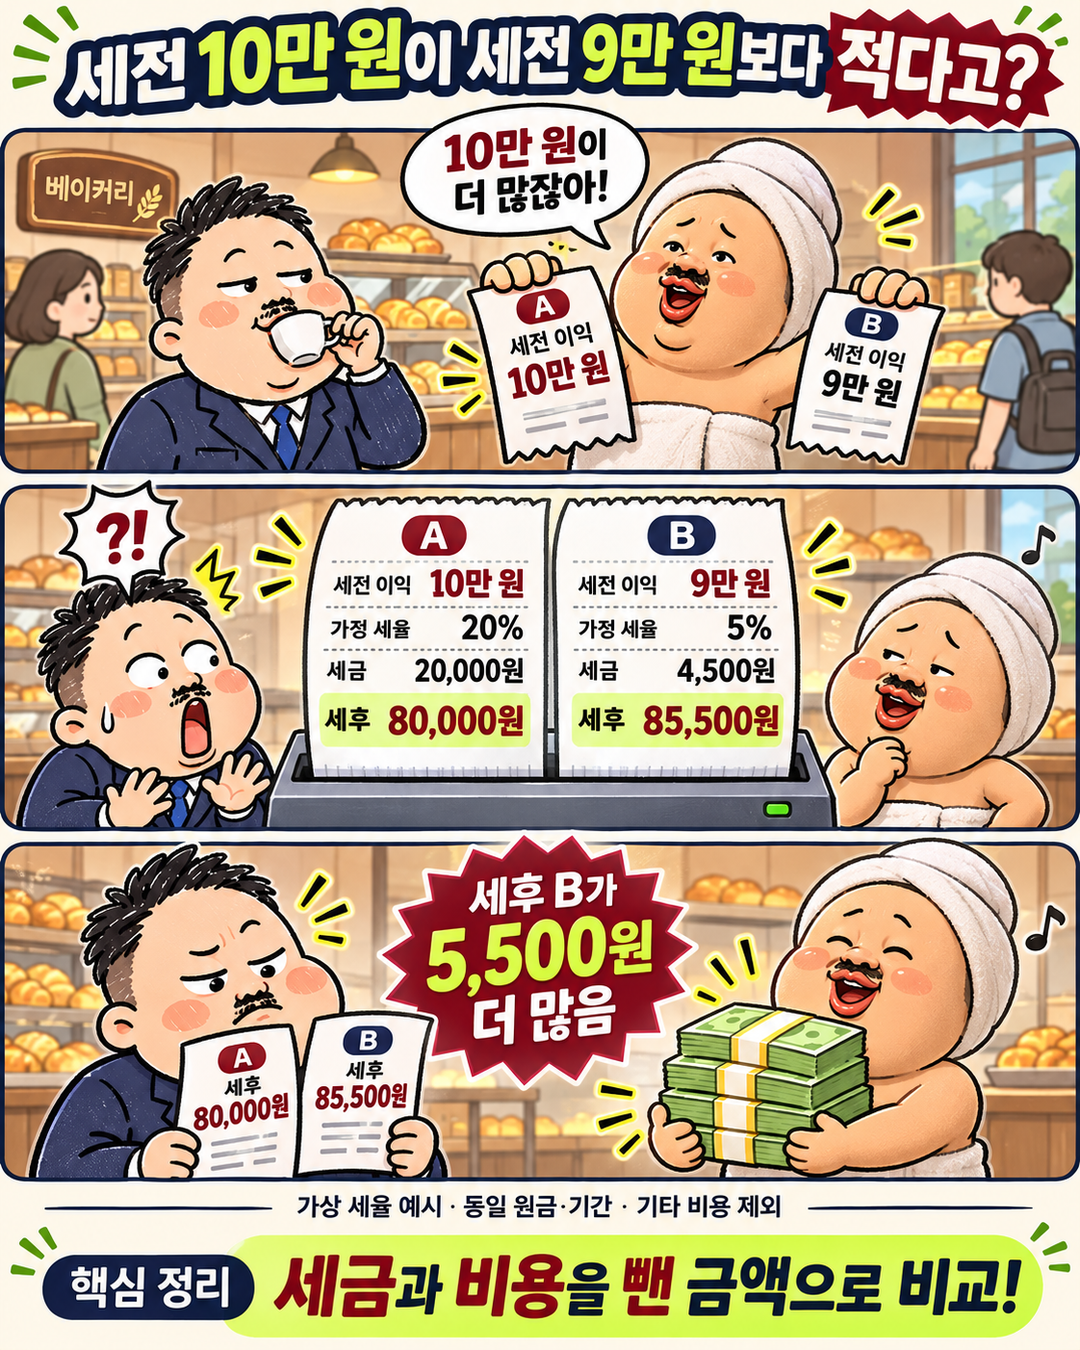 세전 10만 원이 세전 9만 원보다 적다고?
베이커리
10만 원이
더 많잖아!
A
세전 이익
10만 원
B
세전 이익
9만 원
?!
A
세전 이익 10만 원
가정 세율 20%
세금 20,000원
세후 80,000원
B
세전 이익 9만 원
가정 세율 5%
세금 4,500원
세후 85,500원
세후 B가
5,500원
더 많음
A
세후
80,000원
B
세후
85,500원
가상 세율 예시 · 동일 원금·기간 · 기타 비용 제외
핵심 정리
세금과 비용을 뺀 금액으로 비교!